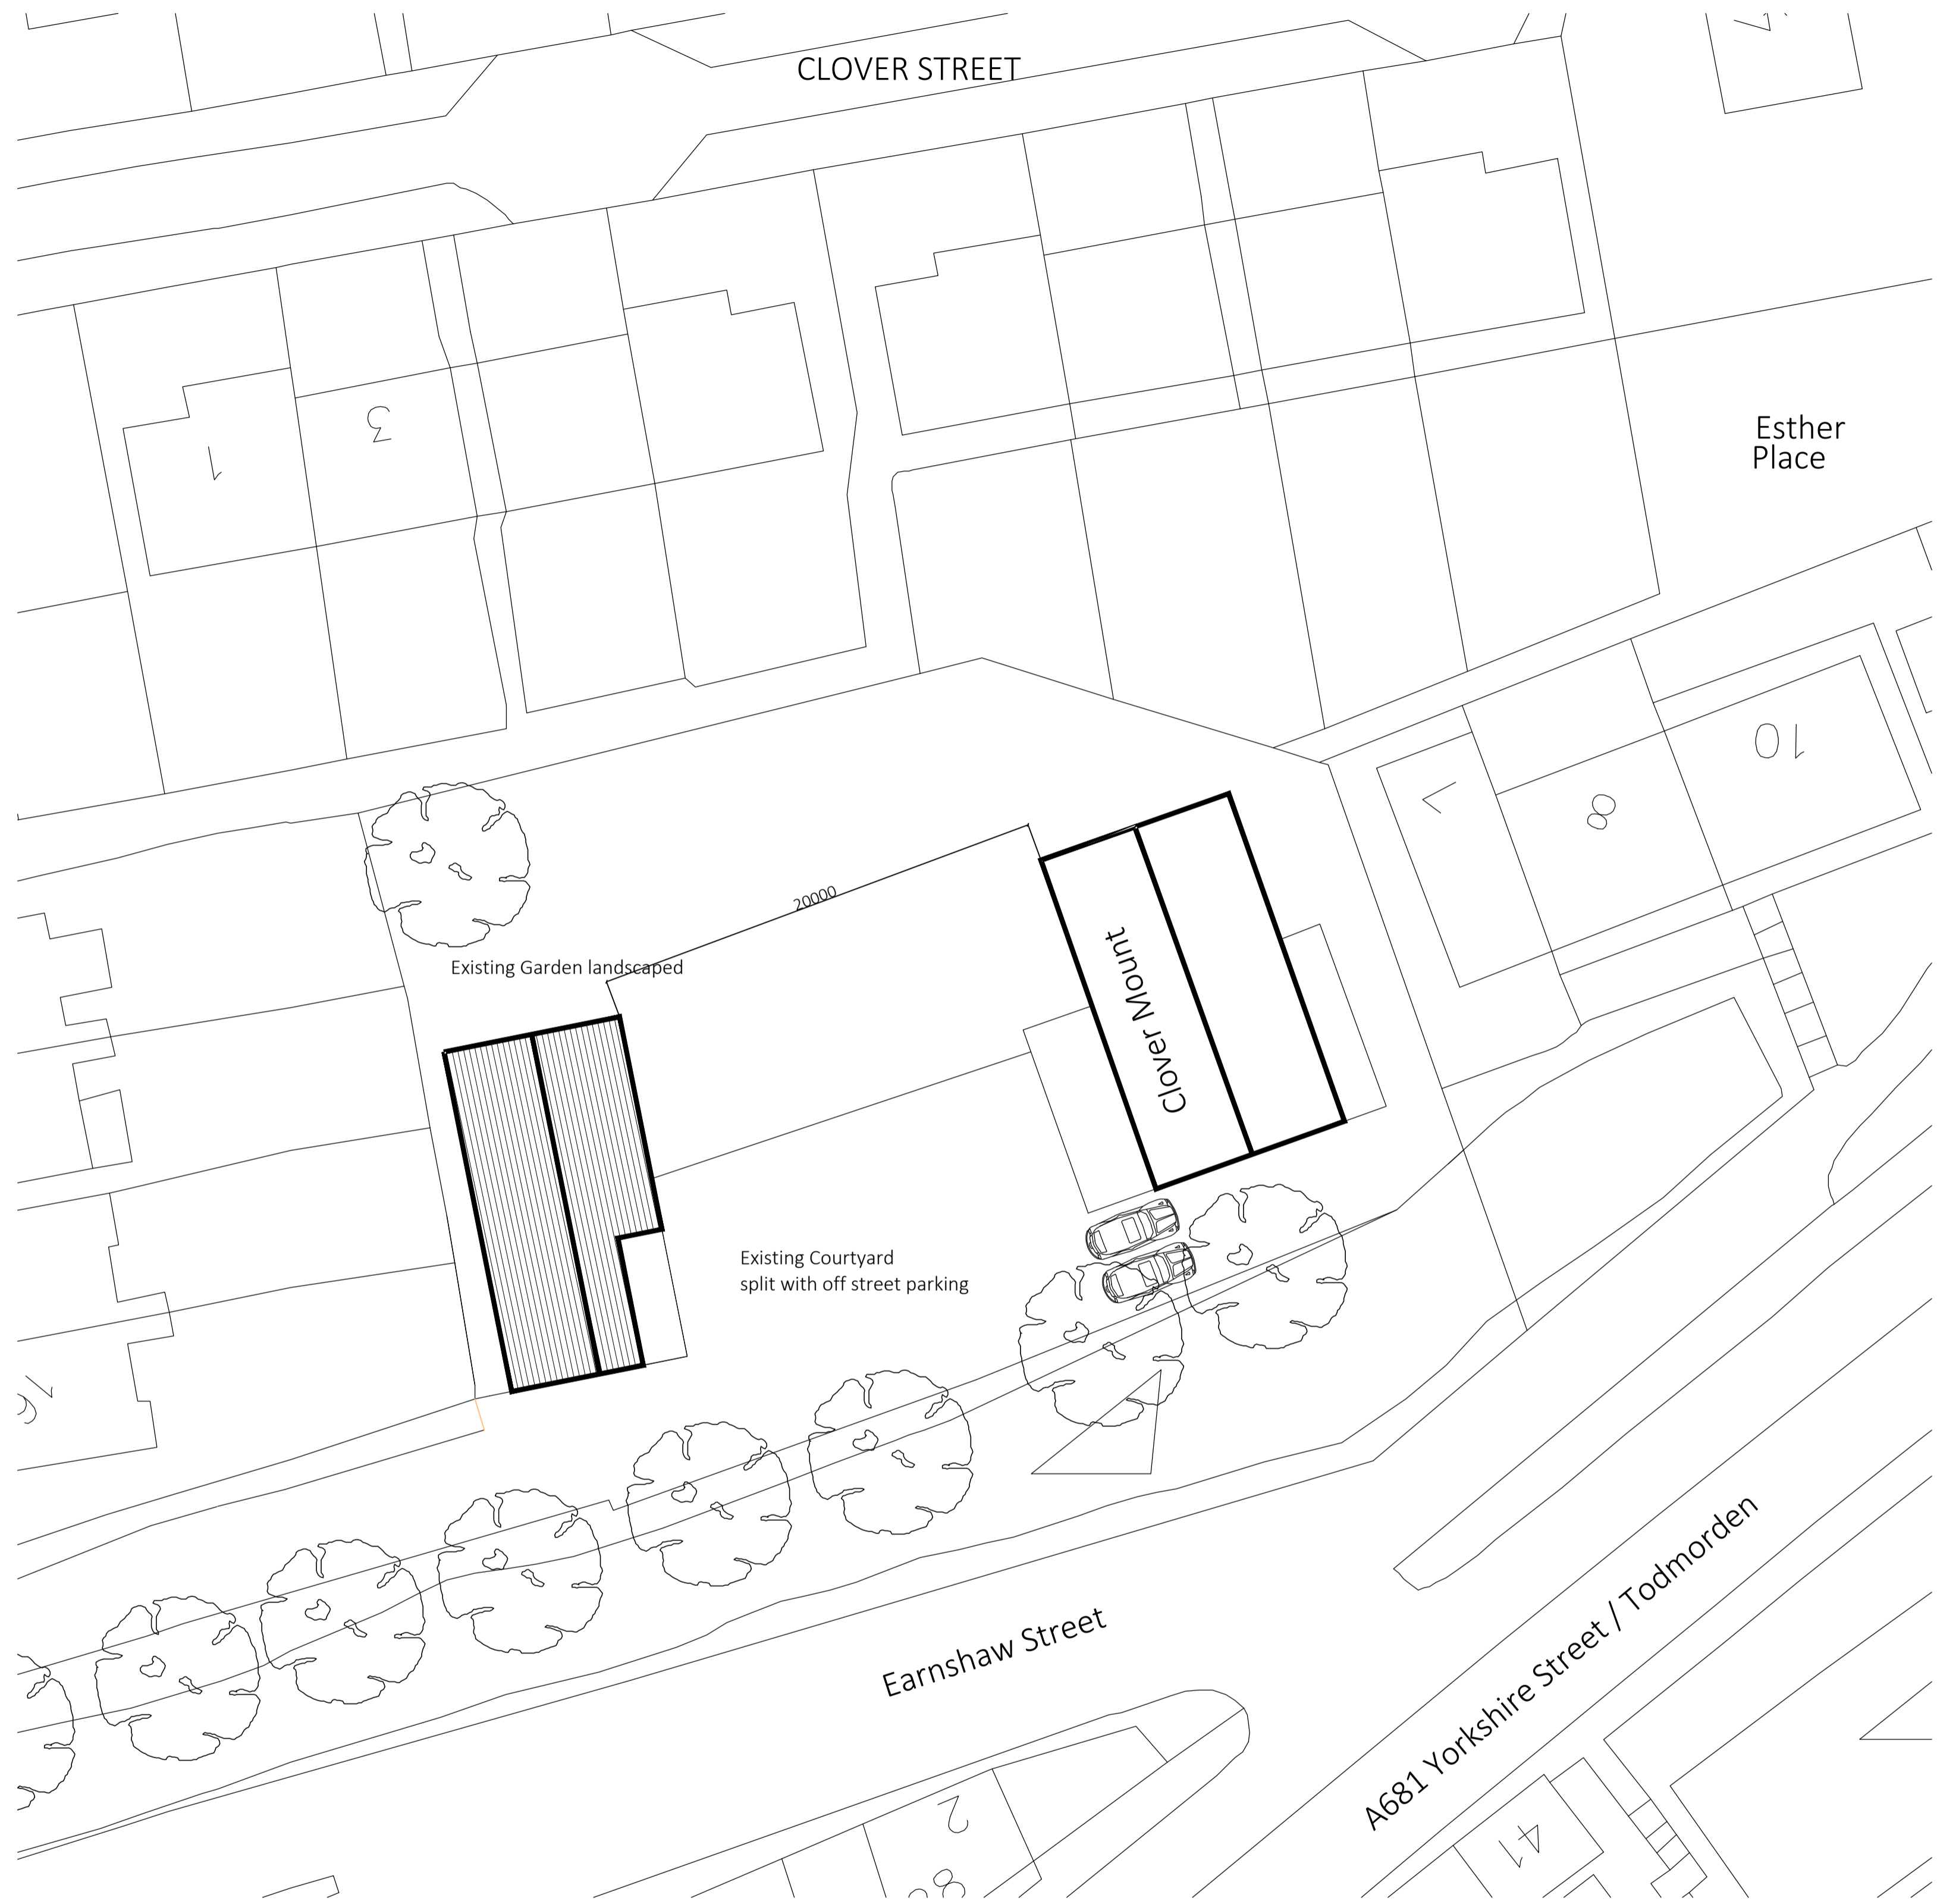 CLOVER STREET
Esther
Place
3
1
10
8
7
20000
Existing Garden landscaped
Clover Mount
Existing Courtyard
split with off street parking
16
Earnshaw Street
A681 Yorkshire Street / Todmorden
2
41